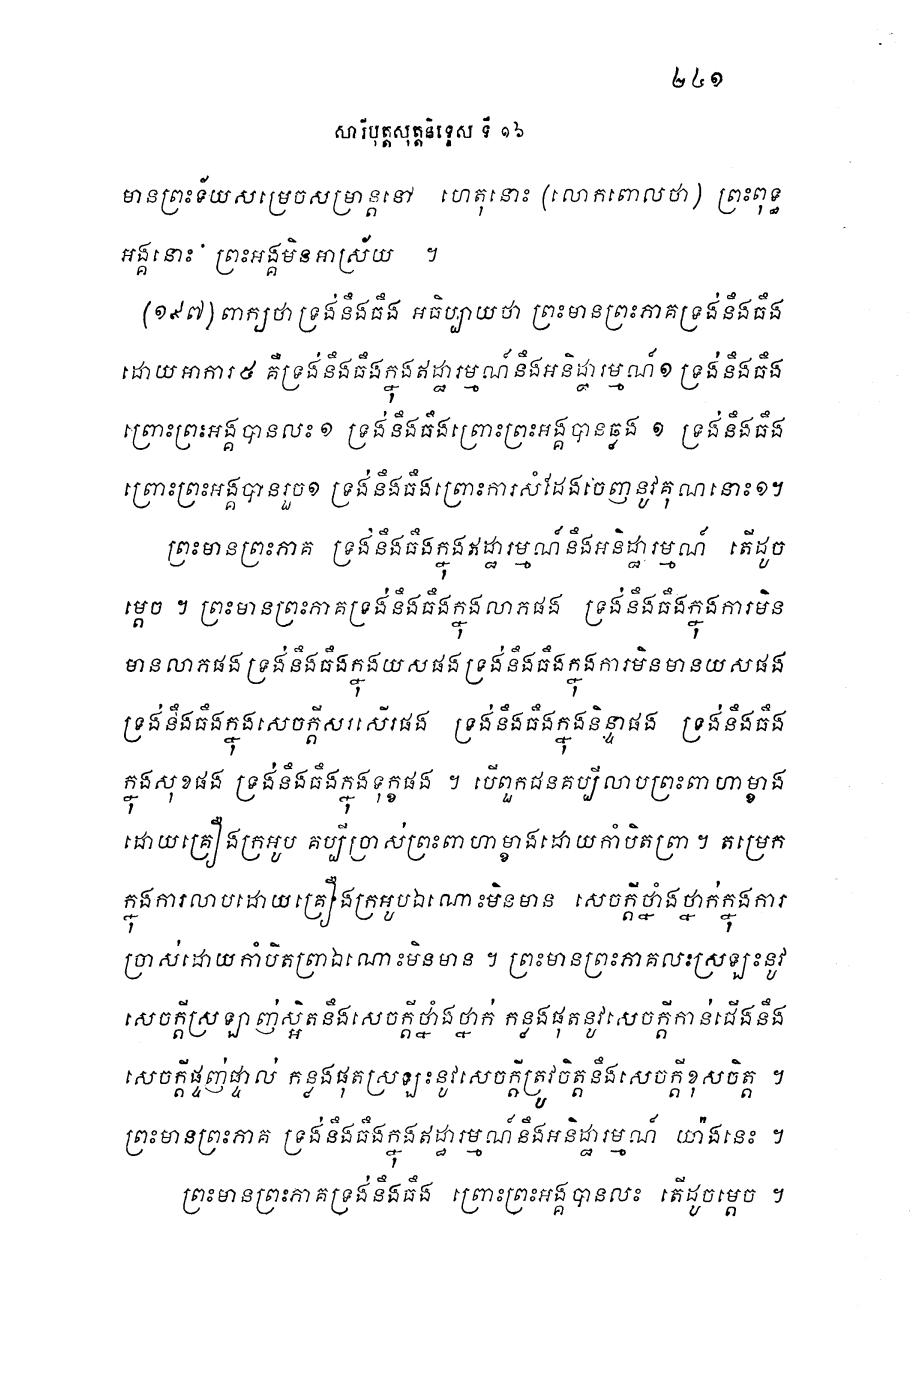 ២៤១
សារីបុត្តសុត្តនិទ្ទេស ទី ១៦
មានព្រះទ័យសម្រេចសម្រាន្តនៅ ហេតុនោះ (លោកពោលថា) ព្រះពុទ្ធ
អង្គនោះ ព្រះអង្គមិនអាស្រ័យ ។
(១៩៧) ពាក្យថា ទ្រង់នឹងធឹង អធិប្បាយថា ព្រះមានព្រះភាគទ្រង់នឹងធឹង
ដោយអាការ៥ គឺទ្រង់នឹងធឹងក្នុងឥដ្ឋារម្មណ៍នឹងអនិដ្ឋារម្មណ៍១ ទ្រង់នឹងធឹង
ព្រោះព្រះអង្គបានលះ១ ទ្រង់នឹងធឹងព្រោះព្រះអង្គបានឆ្លង ១ ទ្រង់នឹងធឹង
ព្រោះព្រះអង្គបានរួច១ ទ្រង់នឹងធឹងព្រោះការសំដែងចេញនូវគុណនោះ១។
ព្រះមានព្រះភាគ ទ្រង់នឹងធឹងក្នុងឥដ្ឋារម្មណ៍នឹងអនិដ្ឋារម្មណ៍ តើដូច
ម្តេច ។ ព្រះមានព្រះភាគទ្រង់នឹងធឹងក្នុងលាភផង ទ្រង់នឹងធឹងក្នុងការមិន
មានលាភផង ទ្រង់នឹងធឹងក្នុងយសផង ទ្រង់នឹងធឹងក្នុងការមិនមានយសផង
ទ្រង់នឹងធឹងក្នុងសេចក្តីសរសើរផង ទ្រង់នឹងធឹងក្នុងនិន្ទាផង ទ្រង់នឹងធឹង
ក្នុងសុខផង ទ្រង់នឹងធឹងក្នុងទុក្ខផង ។ បើពួកជនគប្បីលាបព្រះពាហាម្ខាង
ដោយគ្រឿងក្រអូប គប្បីច្រាស់ព្រះពាហាម្ខាងដោយកាំបិតព្រា ។ តម្រេក
ក្នុងការលាបដោយគ្រឿងក្រអូបឯណោះមិនមាន សេចក្តីថ្នាំងថ្នាក់ក្នុងការ
ច្រាស់ដោយកាំបិតព្រាឯណោះមិនមាន ។ ព្រះមានព្រះភាគលះស្រឡះនូវ
សេចក្តីស្រឡាញ់ស្អិតនឹងសេចក្តីថ្នាំងថ្នាក់ កន្លងផុតនូវសេចក្តីកាន់ជើងនឹង
សេចក្តីផ្ទញ់ផ្ទាល់ កន្លងផុតស្រឡះនូវសេចក្តីត្រូវចិត្តនឹងសេចក្តីខុសចិត្ត ។
ព្រះមានព្រះភាគ ទ្រង់នឹងធឹងក្នុងឥដ្ឋារម្មណ៍នឹងអនិដ្ឋារម្មណ៍ យ៉ាងនេះ ។
ព្រះមានព្រះភាគទ្រង់នឹងធឹង ព្រោះព្រះអង្គបានលះ តើដូចម្តេច ។